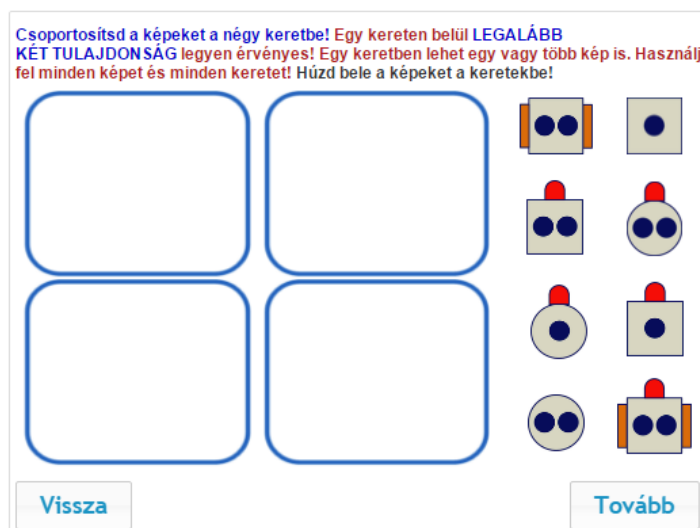 Csoportosítsd a képeket a négy keretbe! Egy kereten belül LEGALÁBB
KÉT TULAJDONSÁG legyen érvényes! Egy keretben lehet egy vagy több kép is. Használj
fel minden képet és minden keretet! Húzd bele a képeket a keretekbe!
Vissza
Tovább